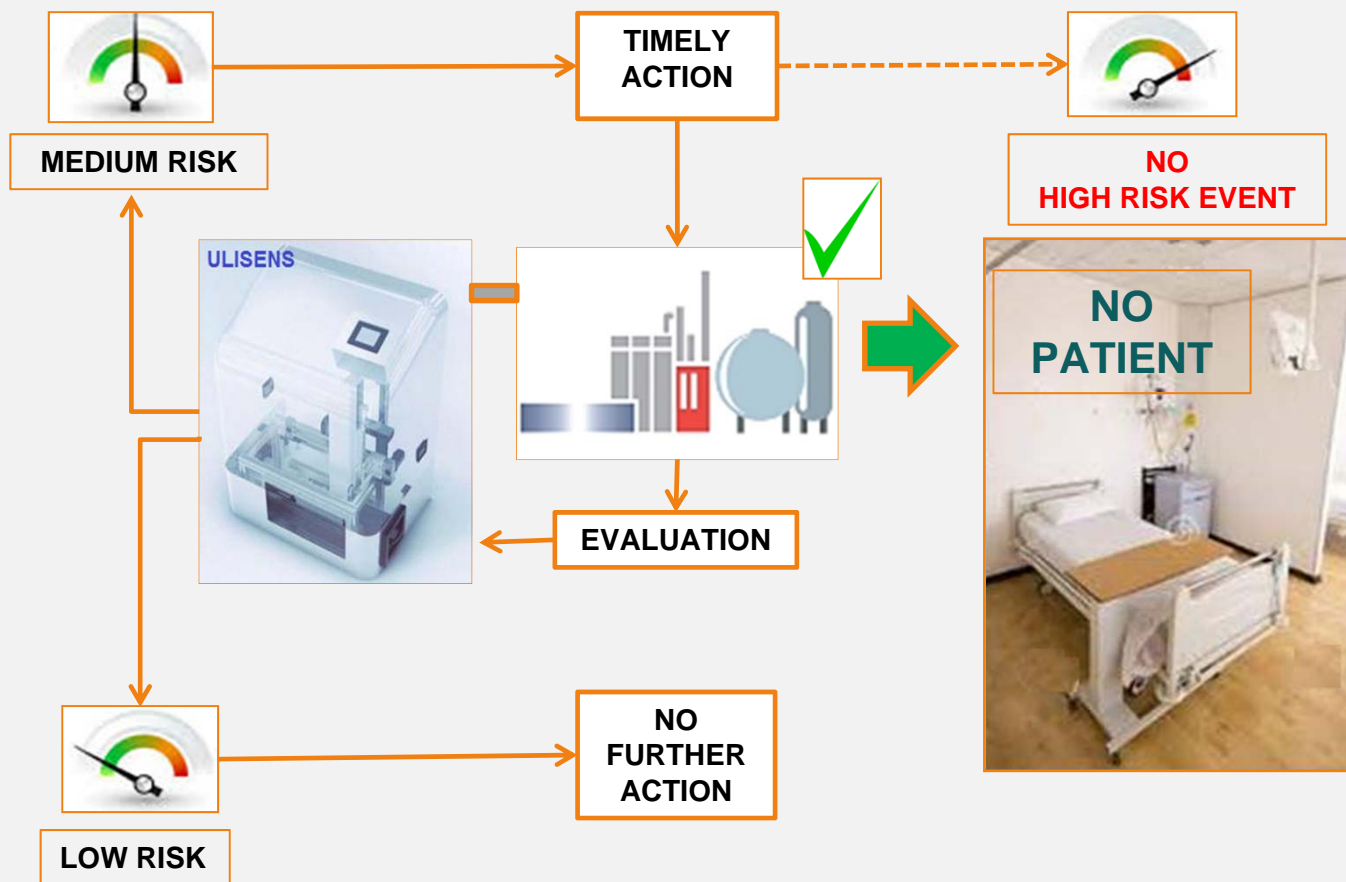 TIMELY
ACTION
MEDIUM RISK
NO
HIGH RISK EVENT
ULISENS
NO
PATIENT
EVALUATION
NO
FURTHER
ACTION
LOW RISK